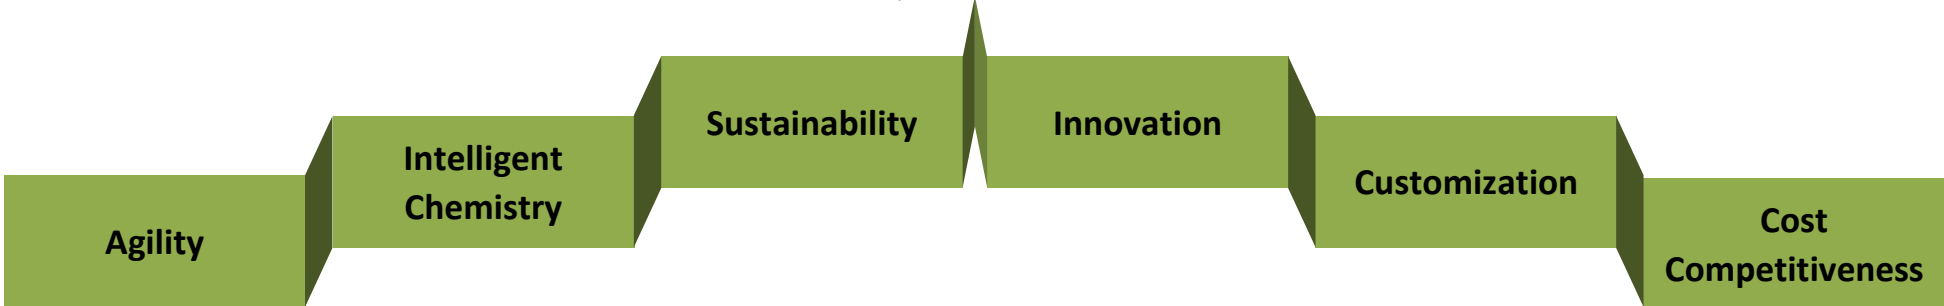 Agility
Intelligent
Chemistry
Sustainability
Innovation
Customization
Cost
Competitiveness